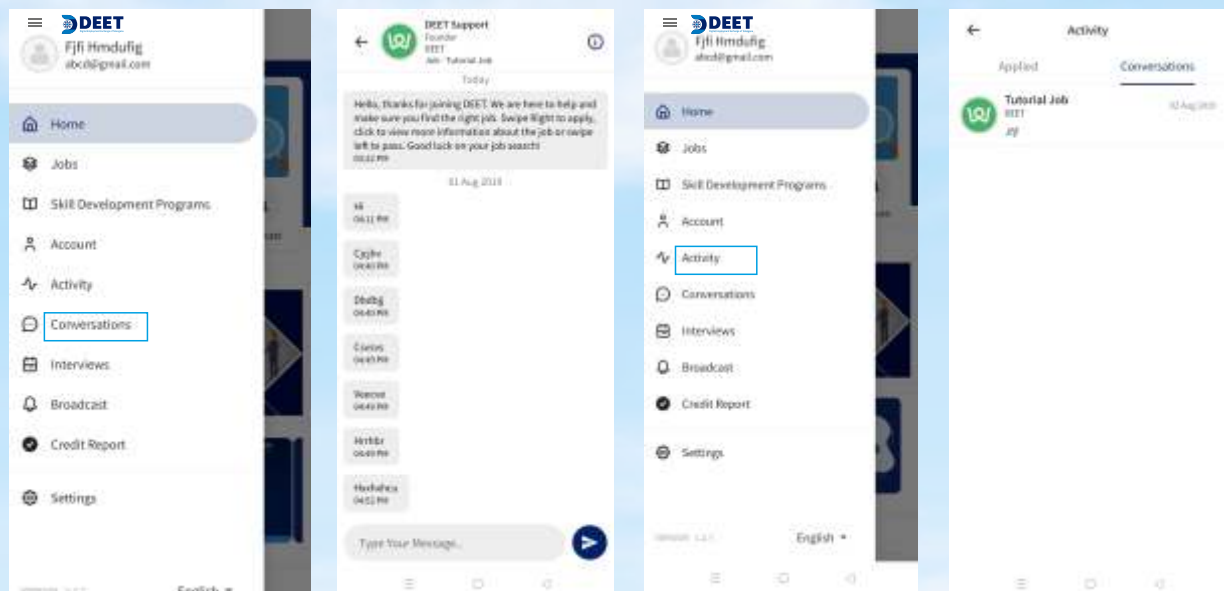 DEET
Fjfi Hmdufig
abcd@gmail.com
Home
Jobs
Skill Development Programs
Account
Activity
Conversations
Interviews
Broadcast
Credit Report
Settings
English
DEET Support
Founder
DEET
Job - Tutorial Job
Today
Hello, thanks for joining DEET. We are here to help and
make sure you find the right job. Swipe Right to apply,
click to view more information about the job or swipe
left to pass. Good luck on your job search!
01 Aug 2019
Hi
Type Your Message..
DEET
Fjfi Hmdufig
abcd@gmail.com
Home
Jobs
Skill Development Programs
Account
Activity
Conversations
Interviews
Broadcast
Credit Report
Settings
English
Activity
Applied
Conversations
Tutorial Job
DEET